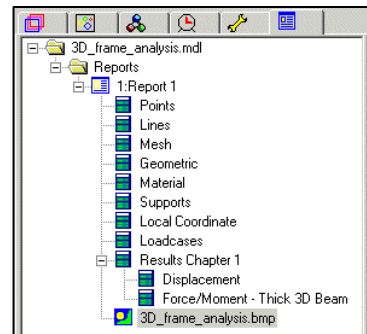 3D_frame_analysis.mdl
Reports
1:Report 1
Points
Lines
Mesh
Geometric
Material
Supports
Local Coordinate
Loadcases
Results Chapter 1
Displacement
Force/Moment - Thick 3D Beam
3D_frame_analysis.bmp